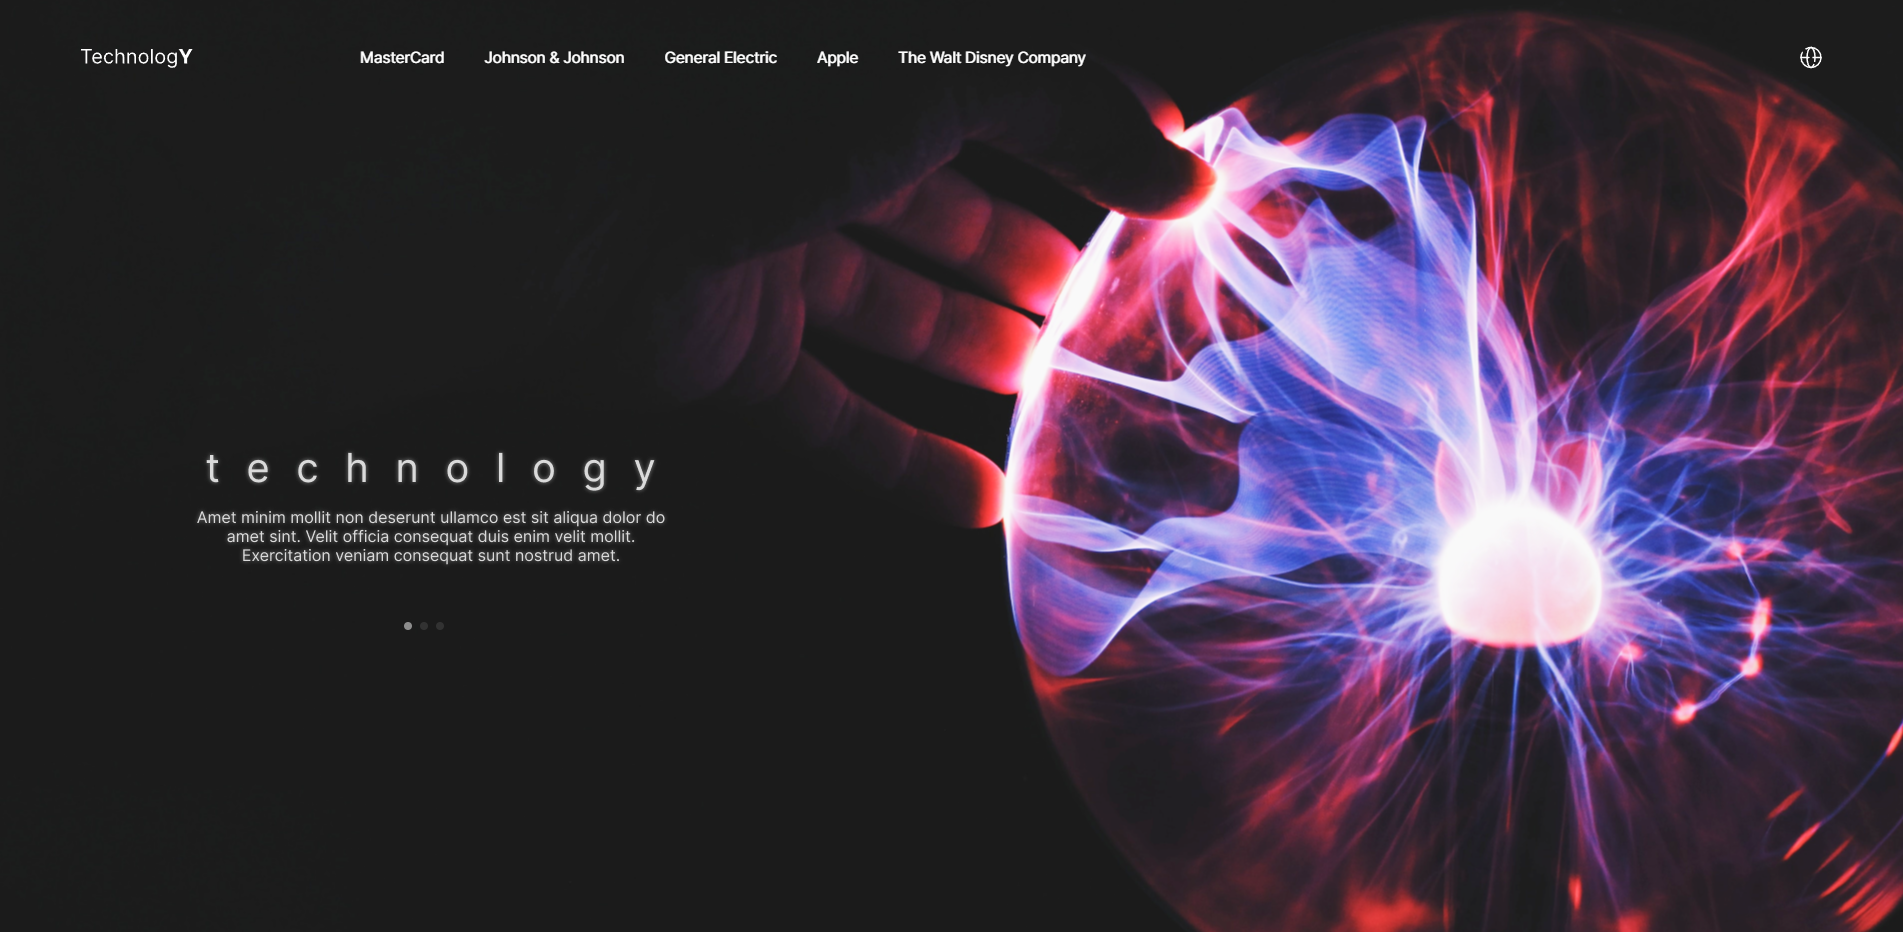 TechnologY
MasterCard Johnson & Johnson General Electric Apple The Walt Disney Company
technology
Amet minim mollit non deserunt ullamco est sit aliqua dolor do
amet sint. Velit officia consequat duis enim velit mollit.
Exercitation veniam consequat sunt nostrud amet.